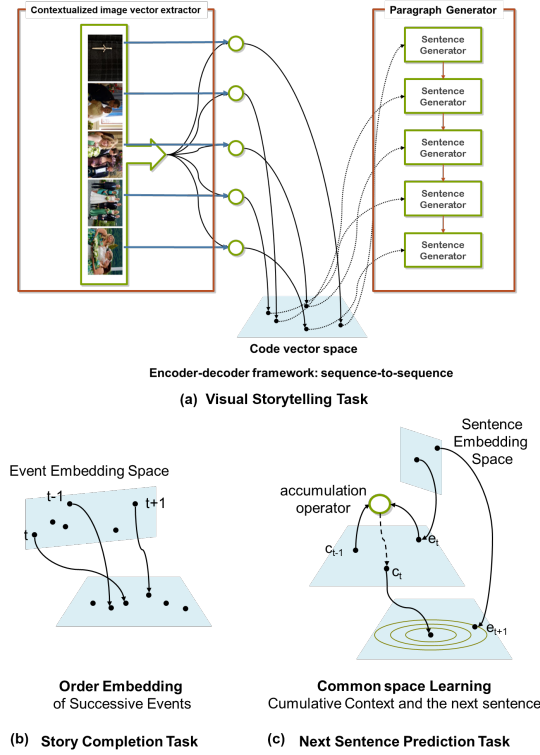 Contextualized image vector extractor
Paragraph Generator
Sentence
Generator
Sentence
Generator
Sentence
Generator
Sentence
Generator
Sentence
Generator
Code vector space
Encoder-decoder framework: sequence-to-sequence
(a) Visual Storytelling Task
Event Embedding Space
t-1
t+1
t
Order Embedding
of Successive Events
(b) Story Completion Task
Sentence
Embedding
Space
accumulation
operator
c_{t-1}
e_t
c_t
e_{t+1}
Common space Learning
Cumulative Context and the next sentence
(c) Next Sentence Prediction Task